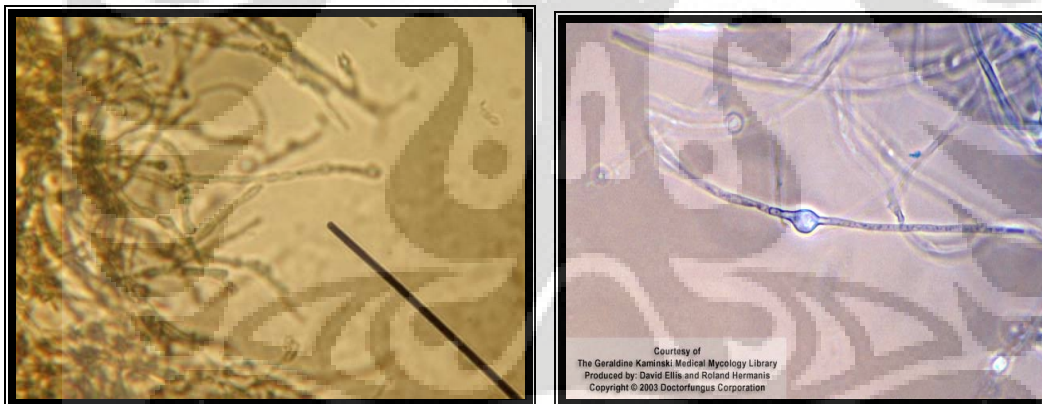 Courtesy of
The Geraldine Kaminski Medical Mycology Library
Produced by: David Ellis and Roland Hermanis
Copyright © 2003 Doctorfungus Corporation